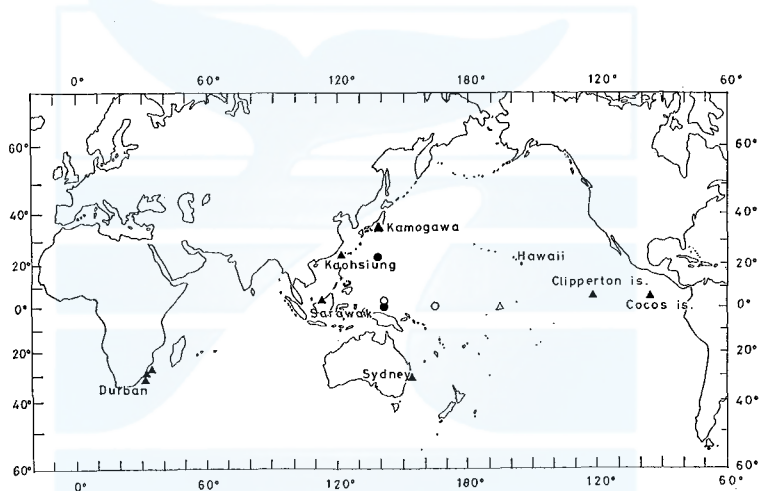 0° 60° 120° 180° 120° 60°
60° 60°
40° Kamogawa 40°
Hawaii
20° Kaohsiung 20°
Clipperton is.
0° Sarawak Cocos is. 0°
20° 20°
Sydney
Durban
40° 40°
60° 60°
0° 60° 120° 180° 120° 60°